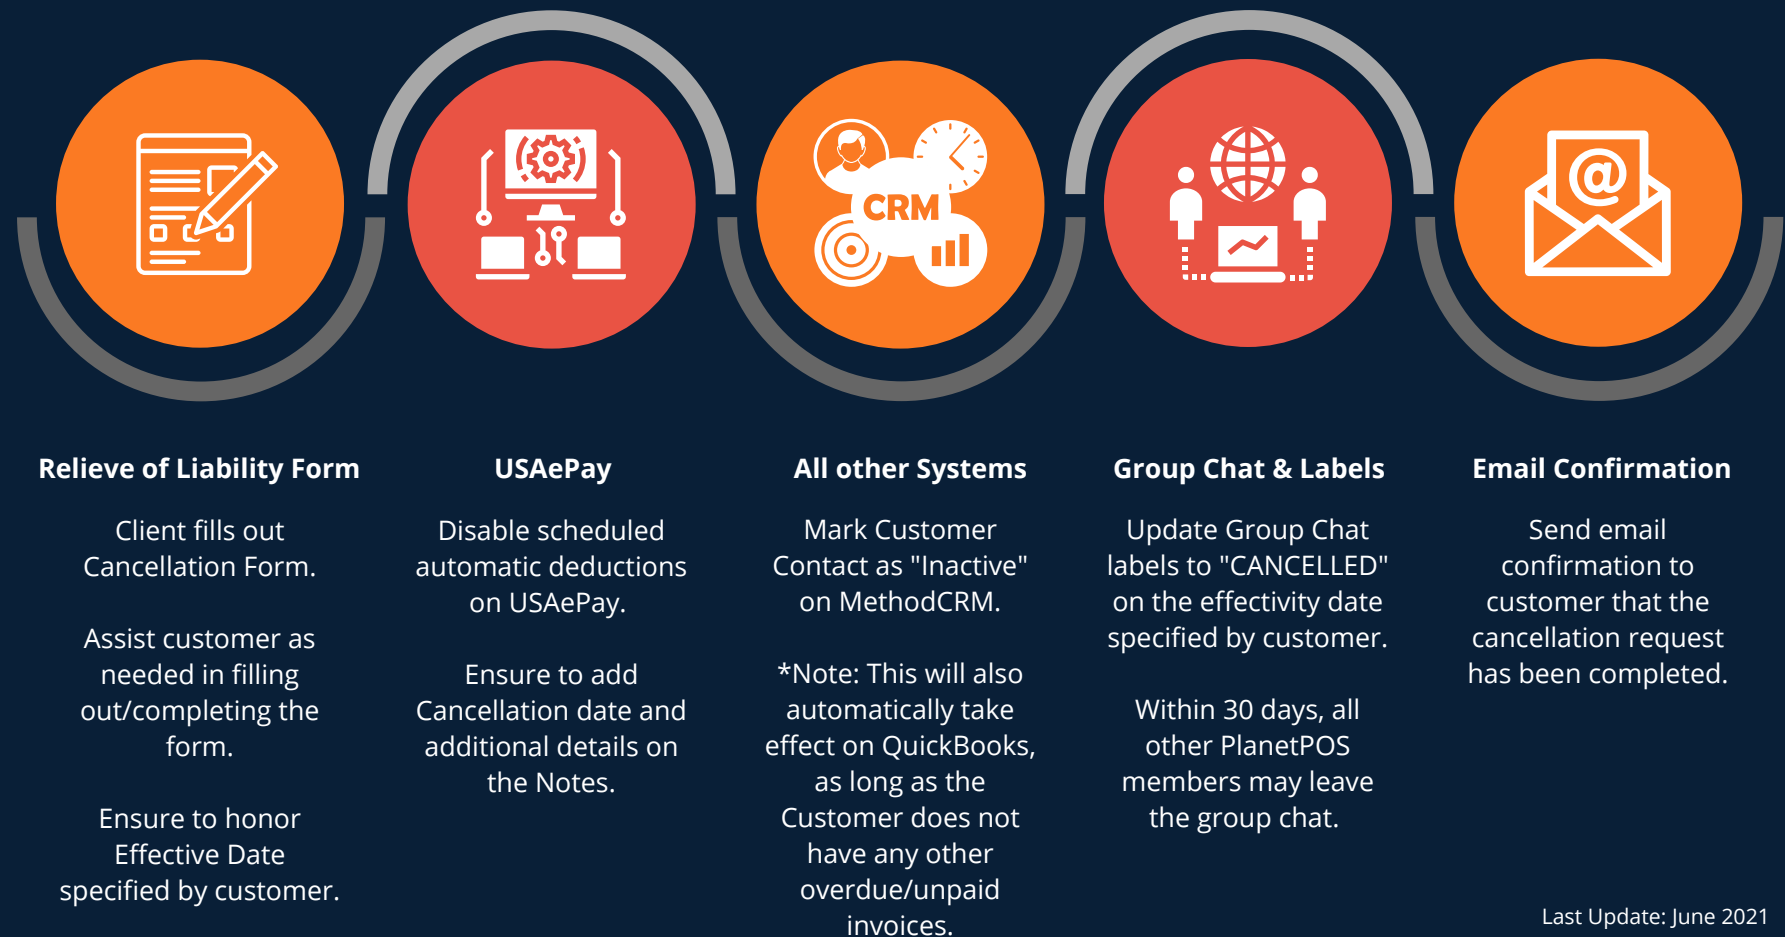 CRM
@
Relieve of Liability Form
Client fills out
Cancellation Form.
Assist customer as
needed in filling
out/completing the
form.
Ensure to honor
Effective Date
specified by customer.
USAePay
Disable scheduled
automatic deductions
on USAePay.
Ensure to add
Cancellation date and
additional details on
the Notes.
All other Systems
Mark Customer
Contact as "Inactive"
on MethodCRM.
*Note: This will also
automatically take
effect on QuickBooks,
as long as the
Customer does not
have any other
overdue/unpaid
invoices.
Group Chat & Labels
Update Group Chat
labels to "CANCELLED"
on the effectivity date
specified by customer.
Within 30 days, all
other PlanetPOS
members may leave
the group chat.
Email Confirmation
Send email
confirmation to
customer that the
cancellation request
has been completed.
Last Update: June 2021